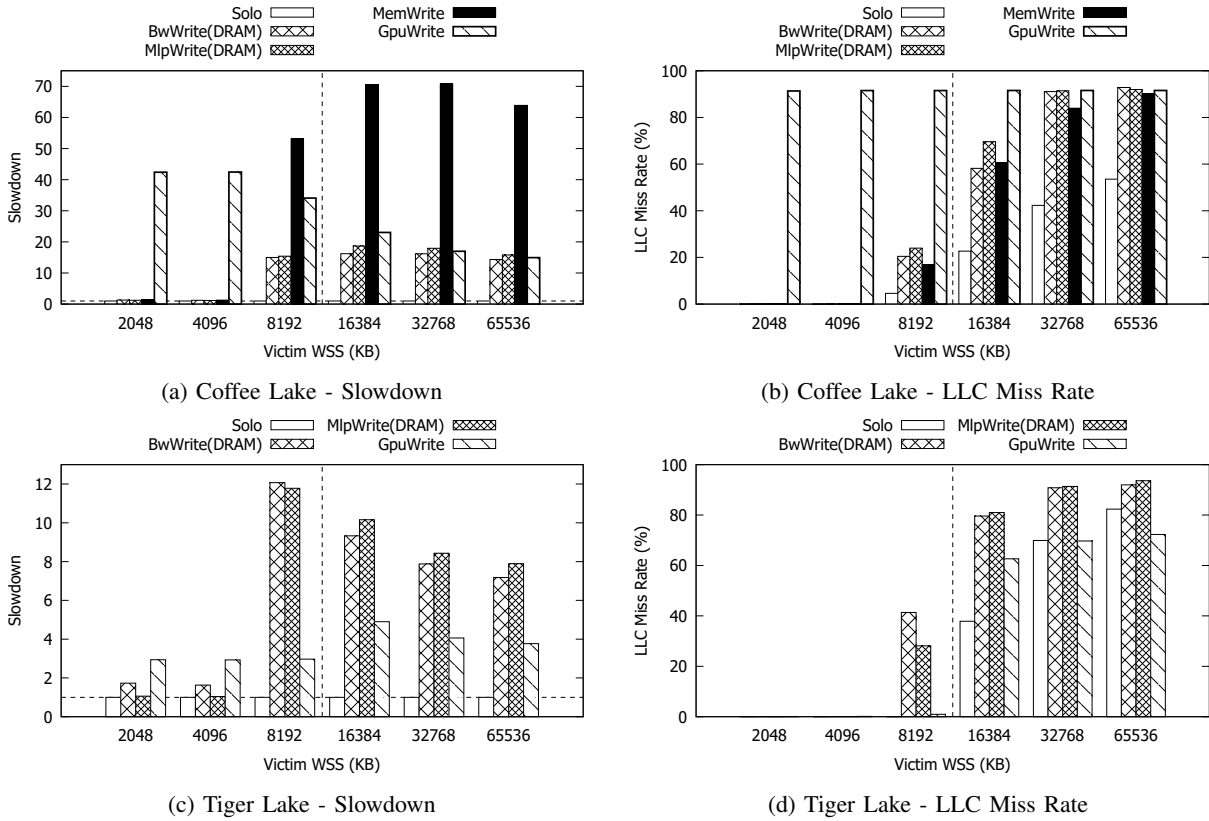 Solo
BwWrite(DRAM)
MlpWrite(DRAM)
MemWrite
GpuWrite
Slowdown
70
60
50
40
30
20
10
0
2048 4096 8192 16384 32768 65536
Victim WSS (KB)
(a) Coffee Lake - Slowdown
Solo
BwWrite(DRAM)
MlpWrite(DRAM)
MemWrite
GpuWrite
LLC Miss Rate (%)
100
80
60
40
20
0
2048 4096 8192 16384 32768 65536
Victim WSS (KB)
(b) Coffee Lake - LLC Miss Rate
Solo
BwWrite(DRAM)
MlpWrite(DRAM)
GpuWrite
Slowdown
12
10
8
6
4
2
0
2048 4096 8192 16384 32768 65536
Victim WSS (KB)
(c) Tiger Lake - Slowdown
Solo
BwWrite(DRAM)
MlpWrite(DRAM)
GpuWrite
LLC Miss Rate (%)
100
80
60
40
20
0
2048 4096 8192 16384 32768 65536
Victim WSS (KB)
(d) Tiger Lake - LLC Miss Rate